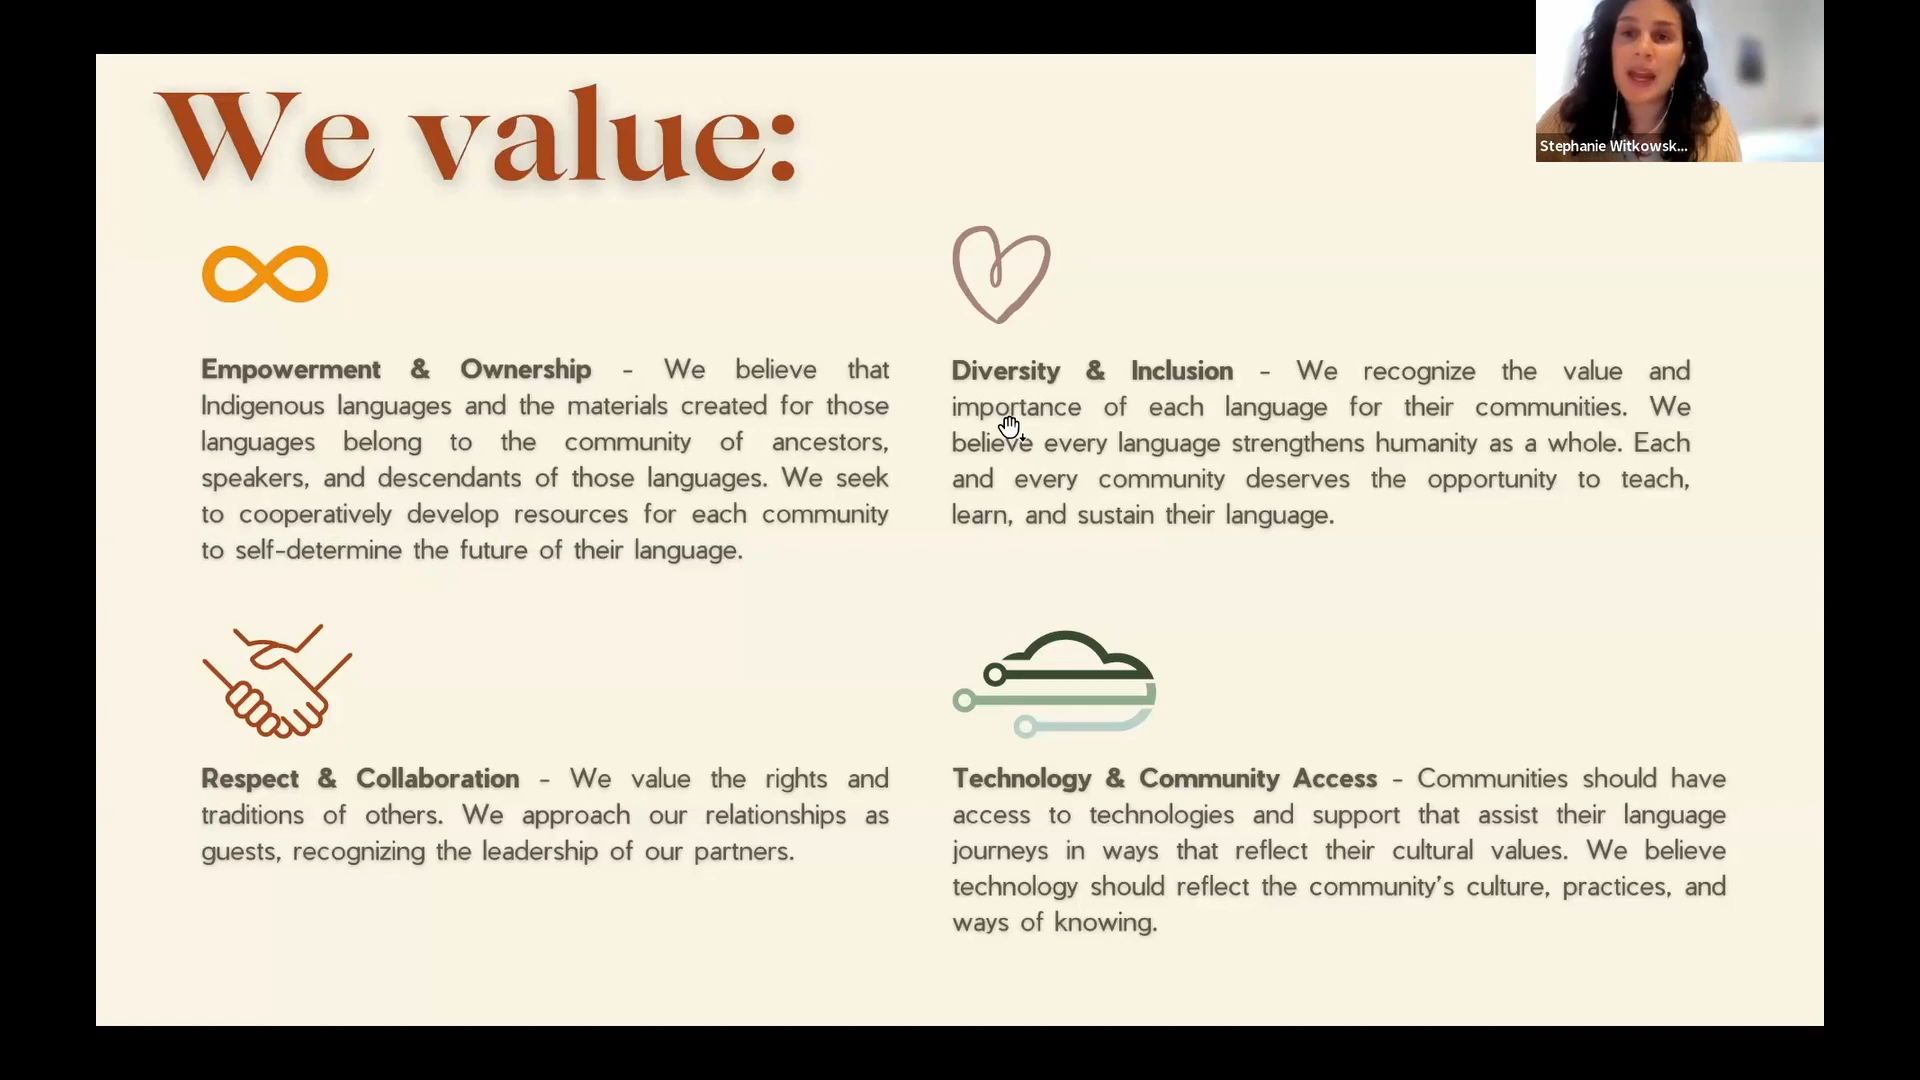 We value:
Stephanie Witkowsk...
Empowerment & Ownership - We believe that
Indigenous languages and the materials created for those
languages belong to the community of ancestors,
speakers, and descendants of those languages. We seek
to cooperatively develop resources for each community
to self-determine the future of their language.
Diversity & Inclusion - We recognize the value and
importance of each language for their communities. We
believe every language strengthens humanity as a whole. Each
and every community deserves the opportunity to teach,
learn, and sustain their language.
Respect & Collaboration - We value the rights and
traditions of others. We approach our relationships as
guests, recognizing the leadership of our partners.
Technology & Community Access - Communities should have
access to technologies and support that assist their language
journeys in ways that reflect their cultural values. We believe
technology should reflect the community's culture, practices, and
ways of knowing.